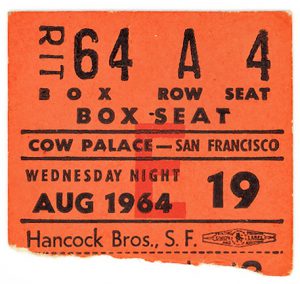 RIT 64 A 4
BOX ROW SEAT
BOX SEAT
E
COW PALACE — SAN FRANCISCO
WEDNESDAY NIGHT
AUG 1964 19
Hancock Bros., S. F.